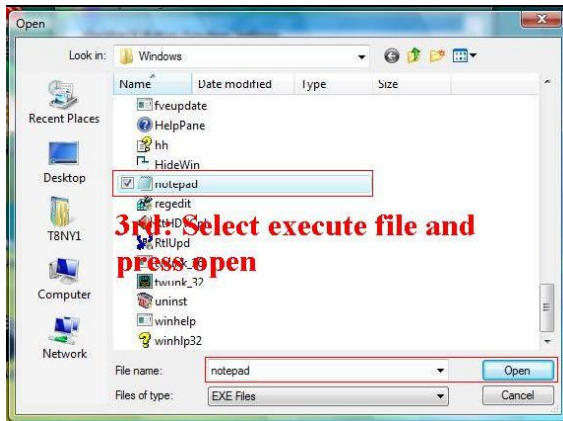 Open
Look in:
Windows
Name
Date modified
Type
Size
Recent Places
Desktop
T8NY1
Computer
Network
fveupdate
HelpPane
hh
HideWin
notepad
regedit
RtlUpd
twunk_32
uninst
winhelp
winhlp32
3rd: Select execute file and
press open
File name:
notepad
Open
Files of type:
EXE Files
Cancel